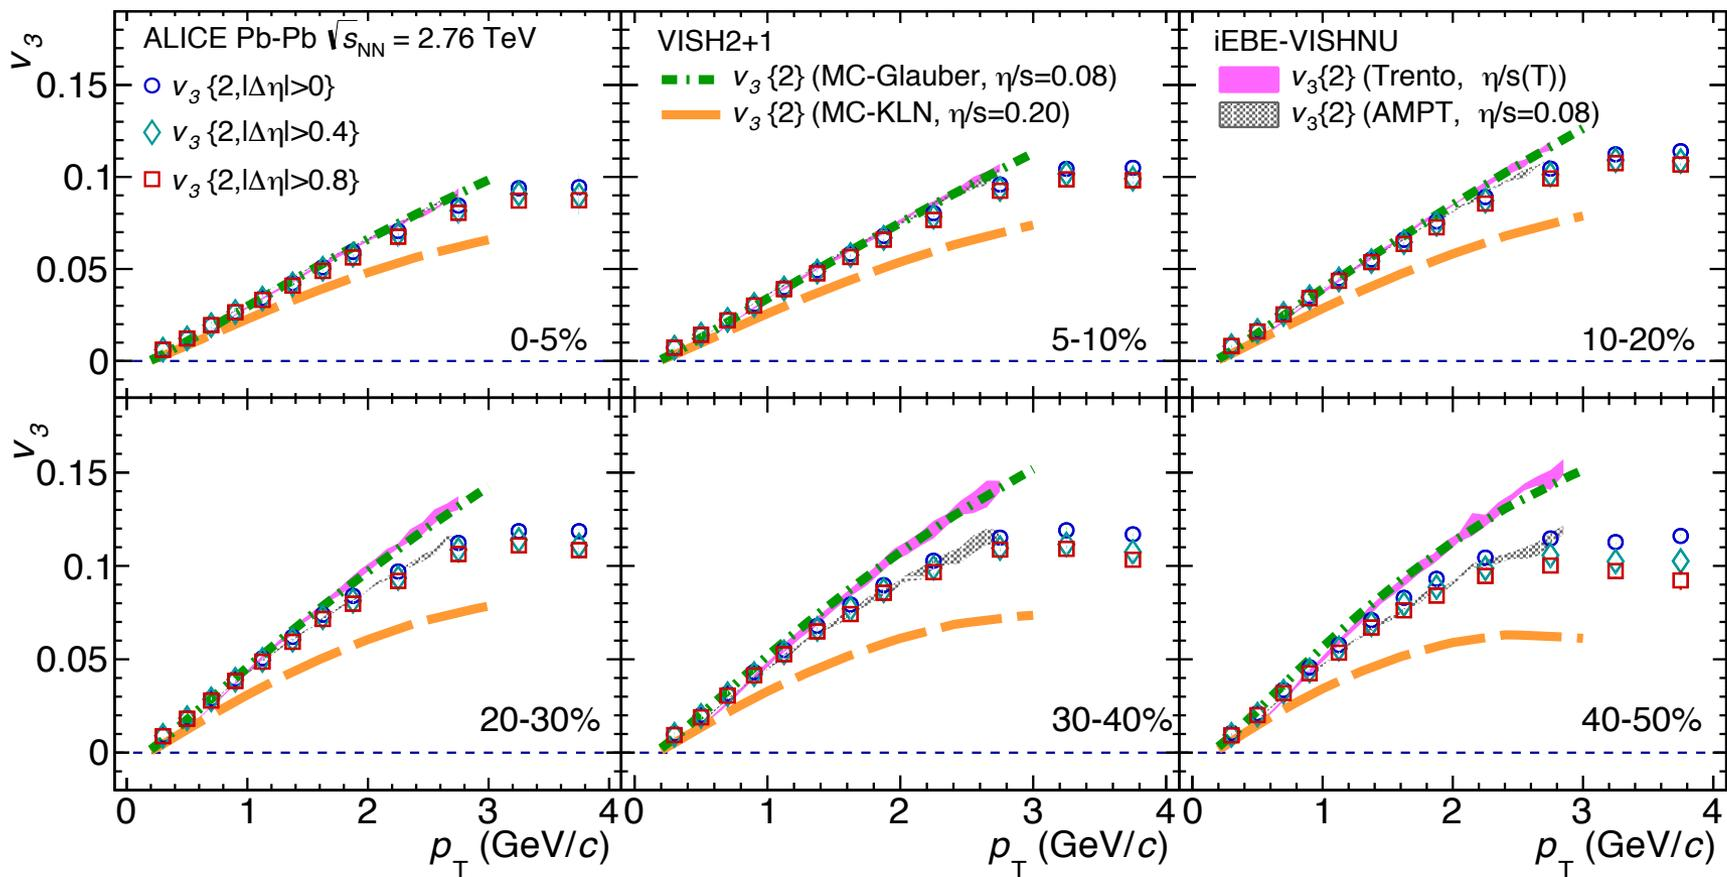 ALICE Pb-Pb √sNN = 2.76 TeV
v3 {2,|Δη|>0}
v3 {2,|Δη|>0.4}
v3 {2,|Δη|>0.8}
VISH2+1
v3 {2} (MC-Glauber, η/s=0.08)
v3 {2} (MC-KLN, η/s=0.20)
iEBE-VISHNU
v3{2} (Trento, η/s(T))
v3{2} (AMPT, η/s=0.08)
v3
0.15
0.1
0.05
0
0-5%
5-10%
10-20%
v3
0.15
0.1
0.05
0
20-30%
30-40%
40-50%
0 1 2 3 4 0 1 2 3 4 0 1 2 3 4
pT (GeV/c)
pT (GeV/c)
pT (GeV/c)